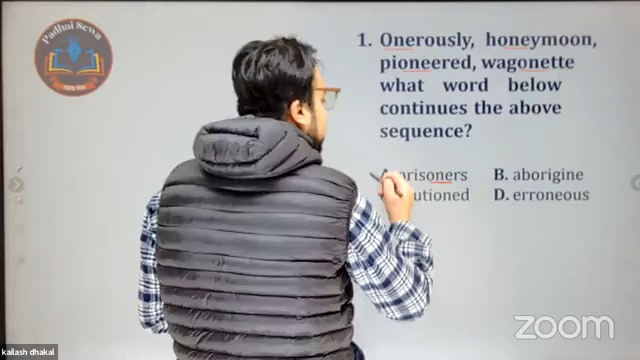 Padhai Sewa
1. Onerously, honeymoon,
pioneered, wagonette
what word below
continues the above
sequence?
prisoners B. aborigine
D. erroneous
zoom
kailash dhakal